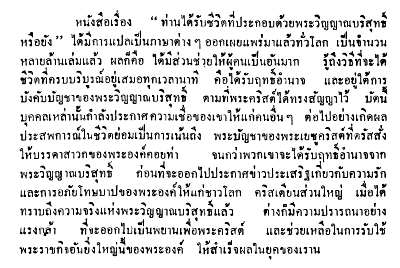 หนังสือเรื่อง “ท่านได้รับชีวิตที่ประกอบด้วยพระวิญญาณบริสุทธิ์
หรือยัง” ได้มีการแปลเป็นภาษาต่าง ๆ ออกเผยแพร่มาแล้วทั่วโลก เป็นจำนวน
หลายล้านเล่มแล้ว ผลก็คือ ได้มีส่วนช่วยให้ผู้คนเป็นอันมาก รู้ถึงวิธีที่จะได้
ชีวิตที่ครบบริบูรณ์อยู่เสมอทุกเวลานาที คือได้รับฤทธิ์อำนาจ และอยู่ใต้การ
บังคับบัญชาของพระวิญญาณบริสุทธิ์ ตามที่พระคริสต์ได้ทรงสัญญาไว้ บัดนี้
บุคคลเหล่านั้นกำลังประกาศความเชื่อของเขาให้แก่คนอื่น ๆ ต่อไปอย่างเกิดผล
ประสพการณ์ในชีวิตย่อมเป็นการเน้นถึง พระบัญชาของพระเยซูคริสต์ที่ตรัสสั่ง
ให้บรรดาสาวกของพระองค์คอยท่า จนกว่าพวกเขาจะได้รับฤทธิ์อำนาจจาก
พระวิญญาณบริสุทธิ์ ก่อนที่จะออกไปประกาศข่าวประเสริฐเกี่ยวกับความรัก
และการอภัยโทษบาปของพระองค์ให้แก่ชาวโลก คริสเตียนส่วนใหญ่ เมื่อได้
ทราบถึงความจริงแห่งพระวิญญาณบริสุทธิ์แล้ว ต่างก็มีความปรารถนาอย่าง
แรงกล้า ที่จะออกไปเป็นพยานเพื่อพระคริสต์ และช่วยเหลือในการรับใช้
พระราชกิจอันยิ่งใหญ่นี้ของพระองค์ ให้สำเร็จผลในยุคของเรานี้